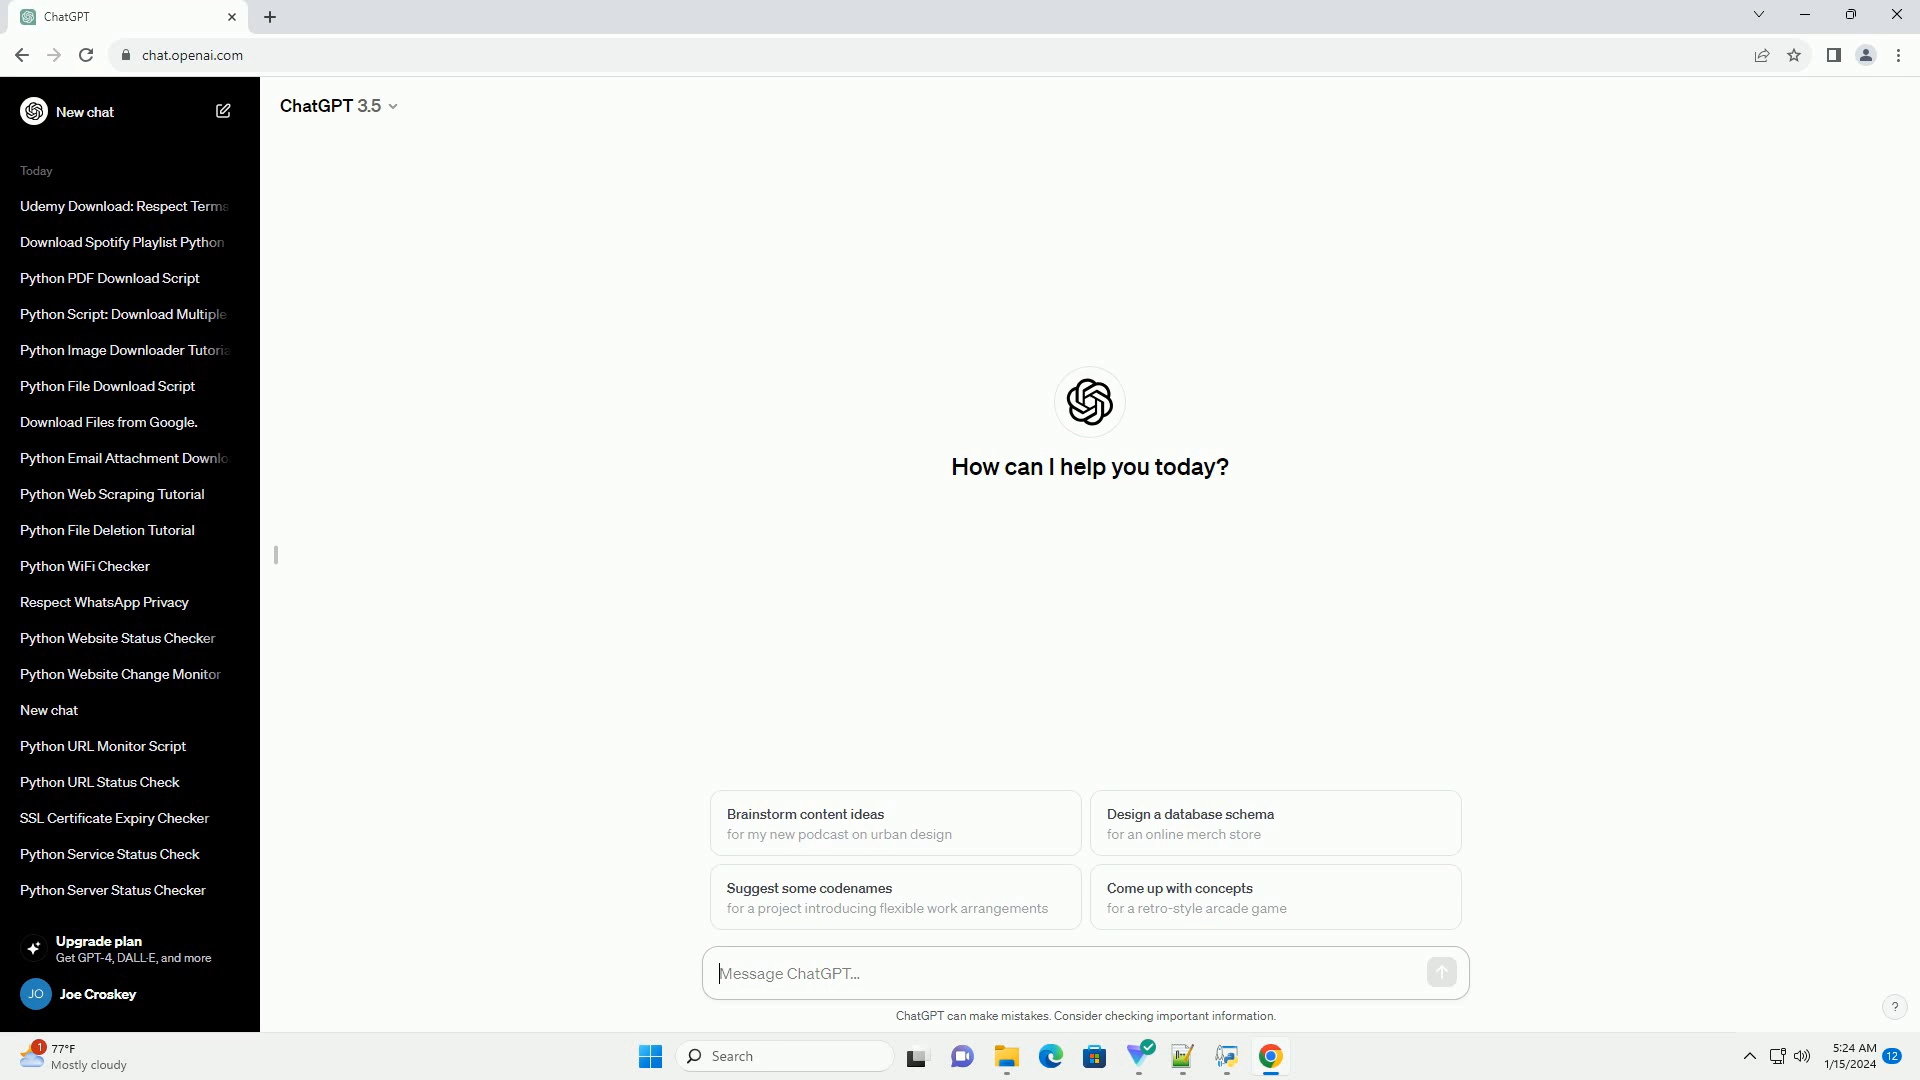 ChatGPT
chat.openai.com
New chat
ChatGPT 3.5
Today
Udemy Download: Respect Terms
Download Spotify Playlist Python
Python PDF Download Script
Python Script: Download Multiple
Python Image Downloader Tutoria
Python File Download Script
Download Files from Google.
Python Email Attachment Downlo
Python Web Scraping Tutorial
Python File Deletion Tutorial
Python WiFi Checker
Respect WhatsApp Privacy
Python Website Status Checker
Python Website Change Monitor
New chat
Python URL Monitor Script
Python URL Status Check
SSL Certificate Expiry Checker
Python Service Status Check
Python Server Status Checker
Upgrade plan
Get GPT-4, DALL·E, and more
JO Joe Croskey
How can I help you today?
Brainstorm content ideas
for my new podcast on urban design
Design a database schema
for an online merch store
Suggest some codenames
for a project introducing flexible work arrangements
Come up with concepts
for a retro-style arcade game
Message ChatGPT...
ChatGPT can make mistakes. Consider checking important information.
?
1
77°F
Mostly cloudy
Search
5:24 AM
1/15/2024
12